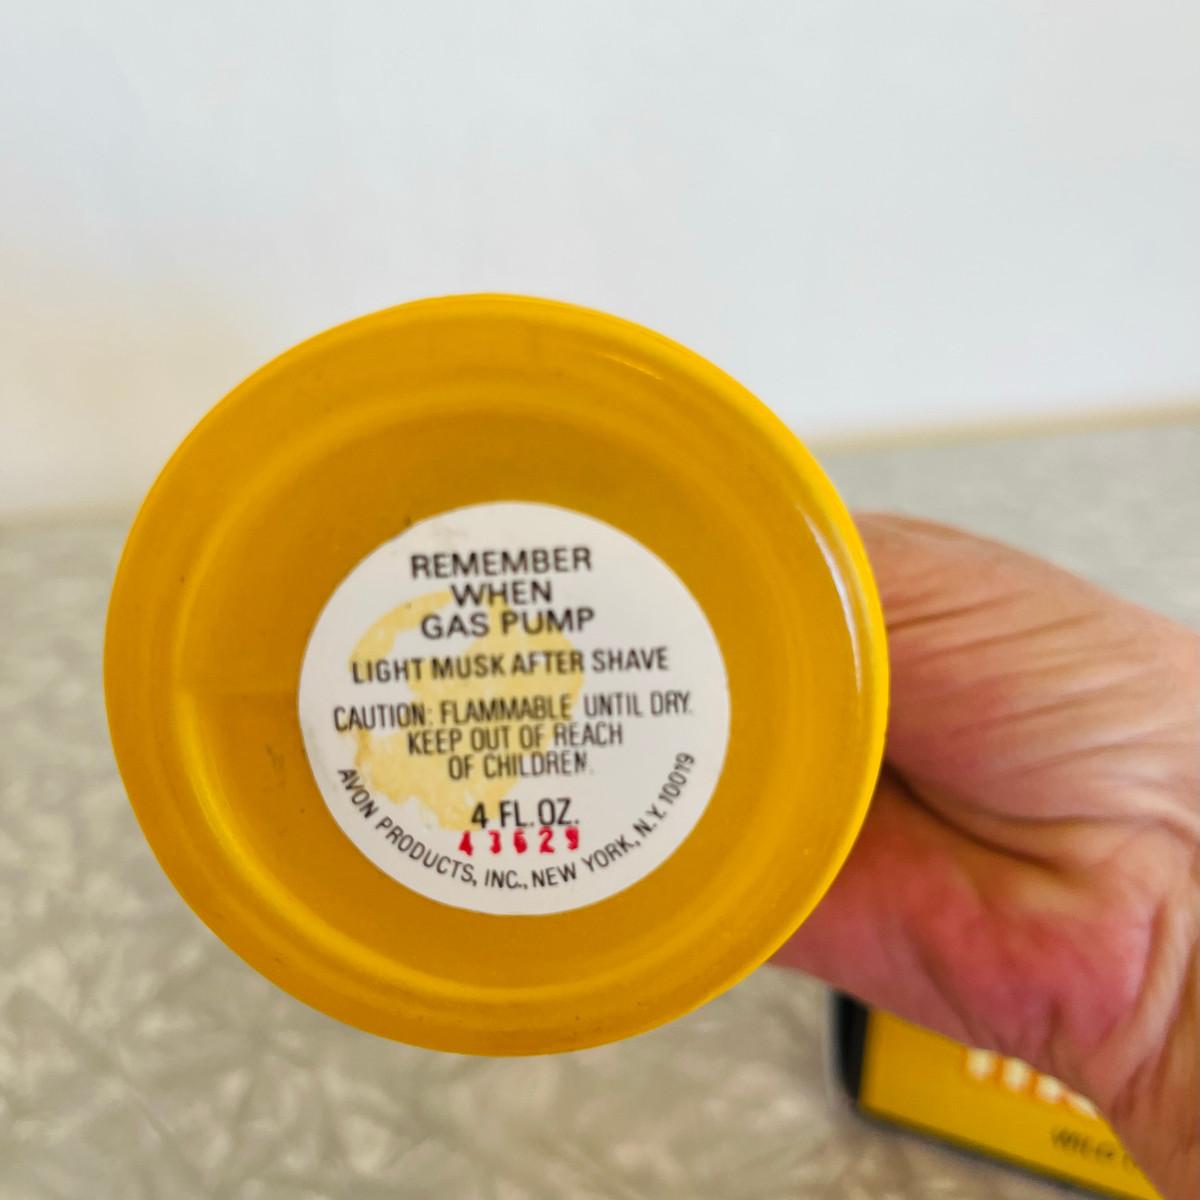 REMEMBER
WHEN
GAS PUMP
LIGHT MUSK AFTER SHAVE
CAUTION: FLAMMABLE UNTIL DRY.
KEEP OUT OF REACH
OF CHILDREN.
4 FL. OZ.
43629
AVON PRODUCTS, INC., NEW YORK, N.Y. 10019